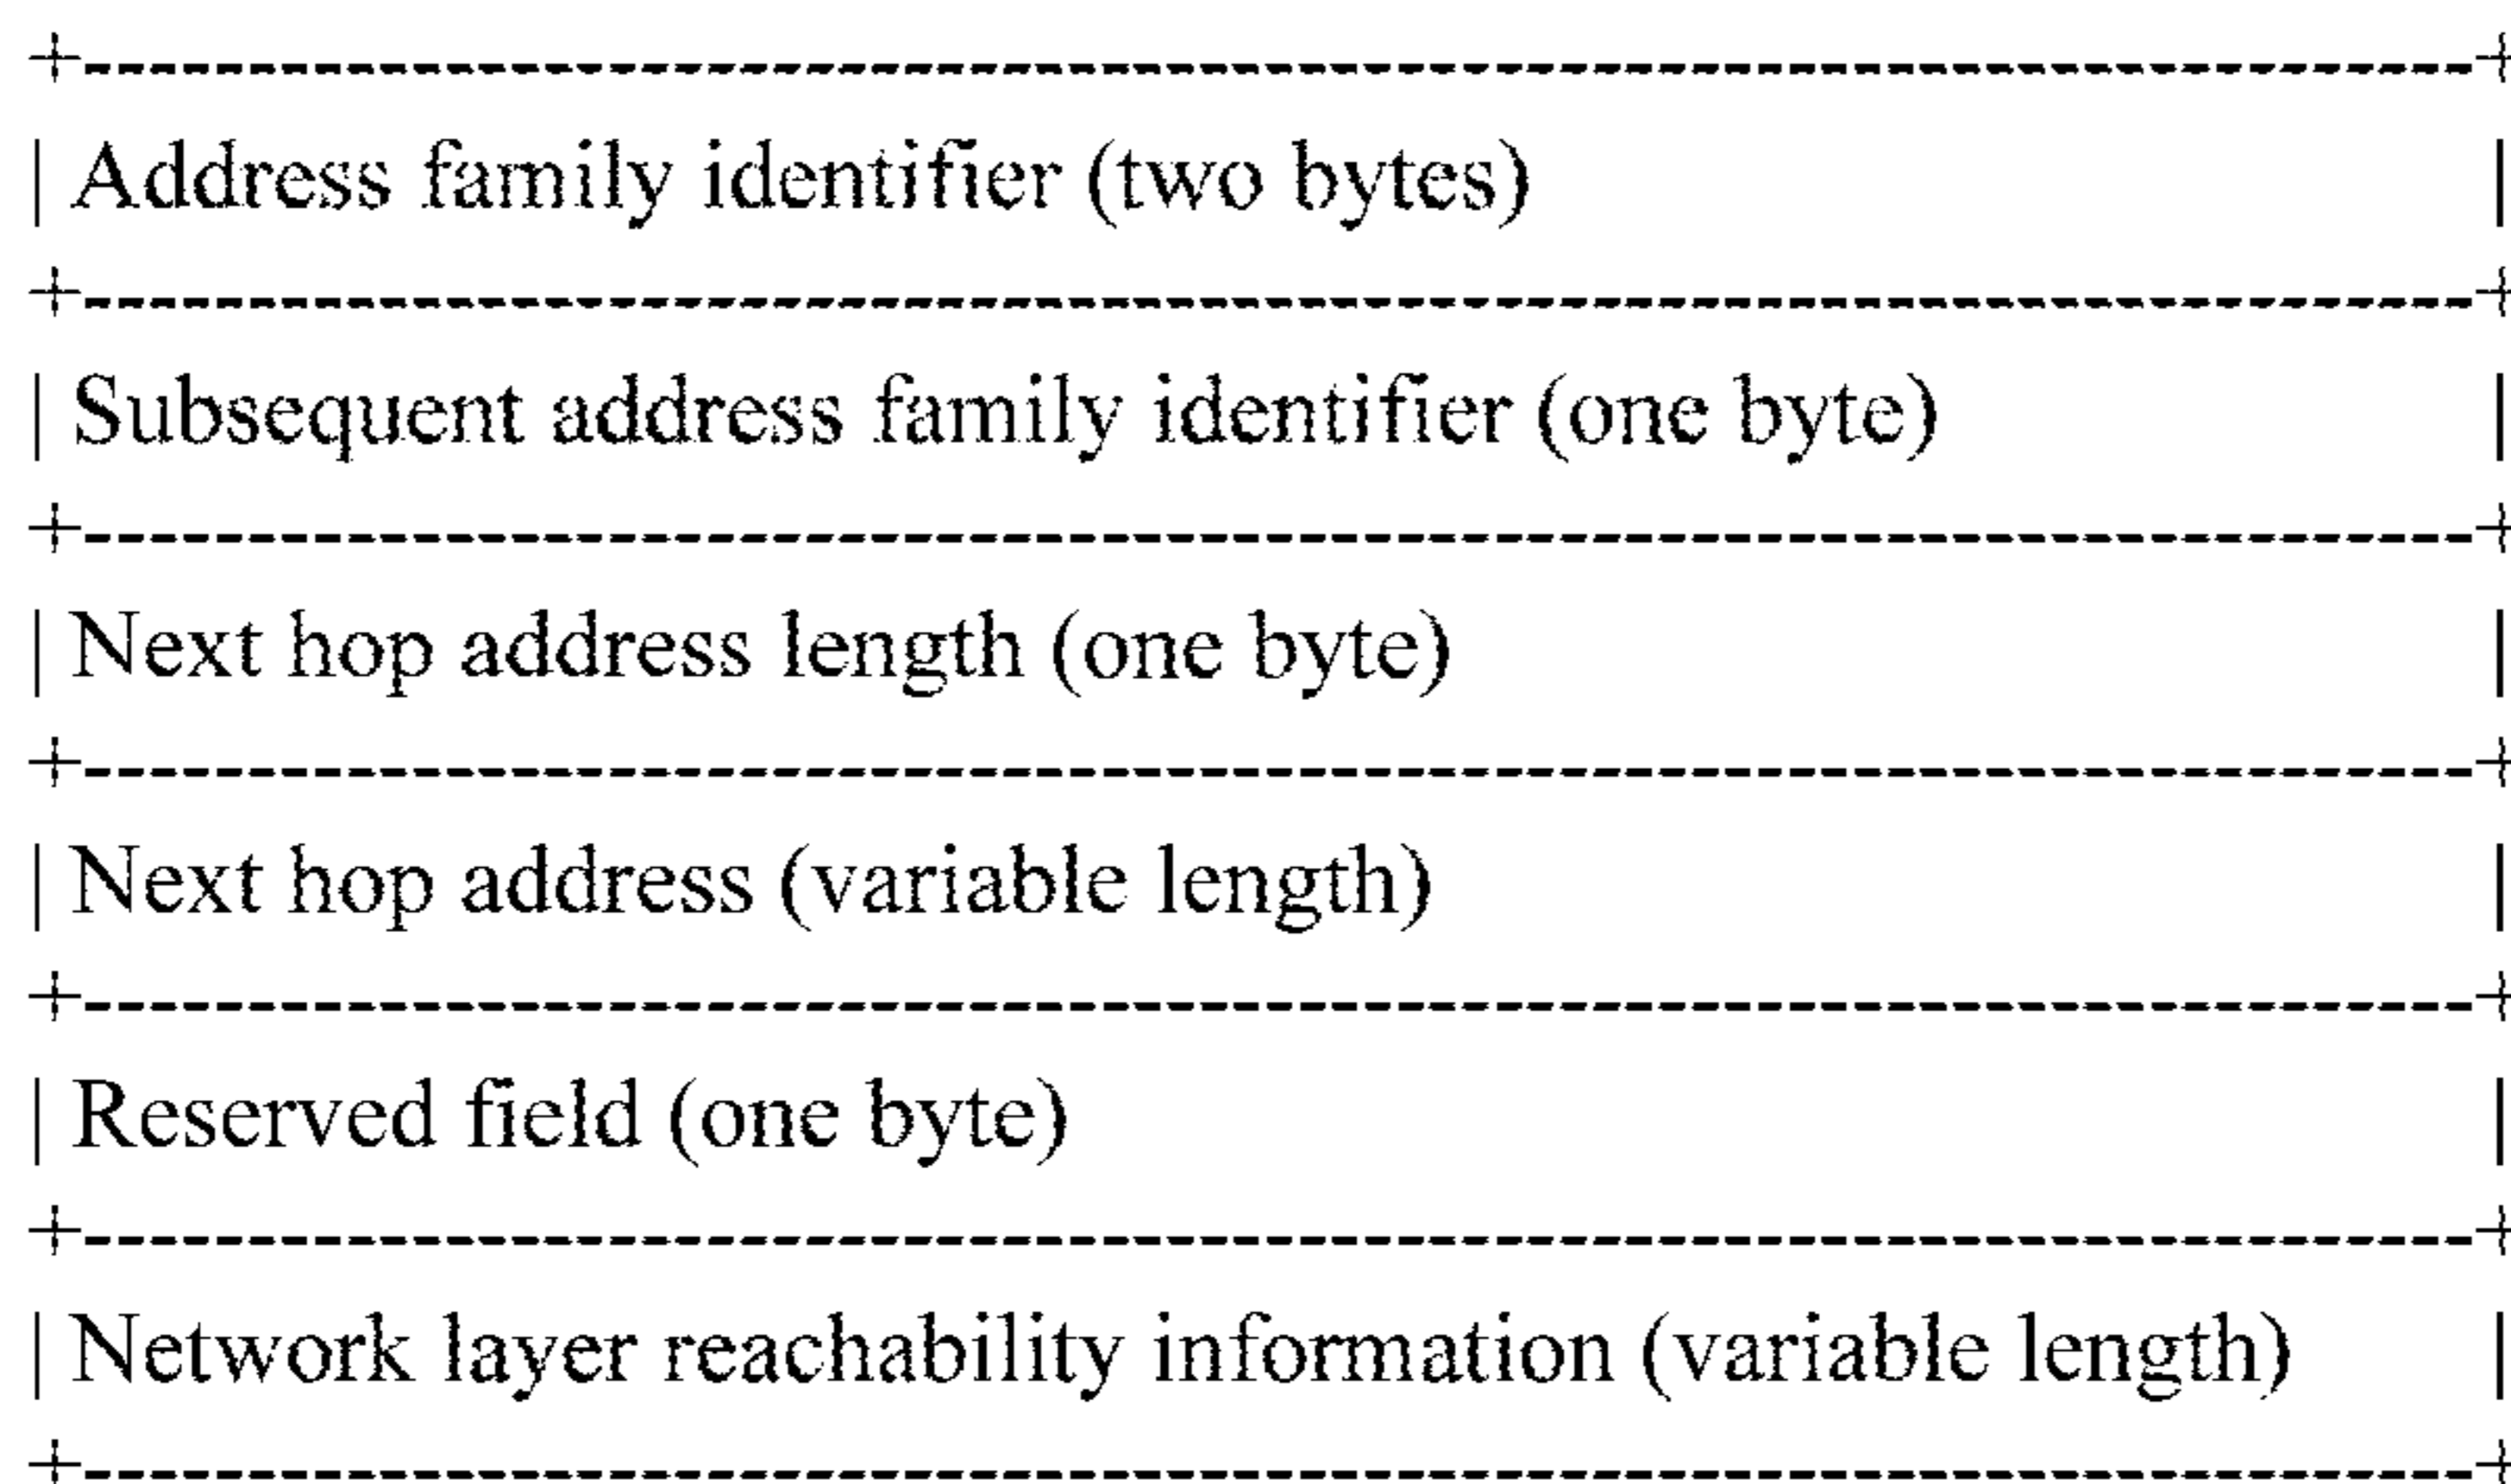 Address family identifier (two bytes)
Subsequent address family identifier (one byte)
Next hop address length (one byte)
Next hop address (variable length)
Reserved field (one byte)
Network layer reachability information (variable length)